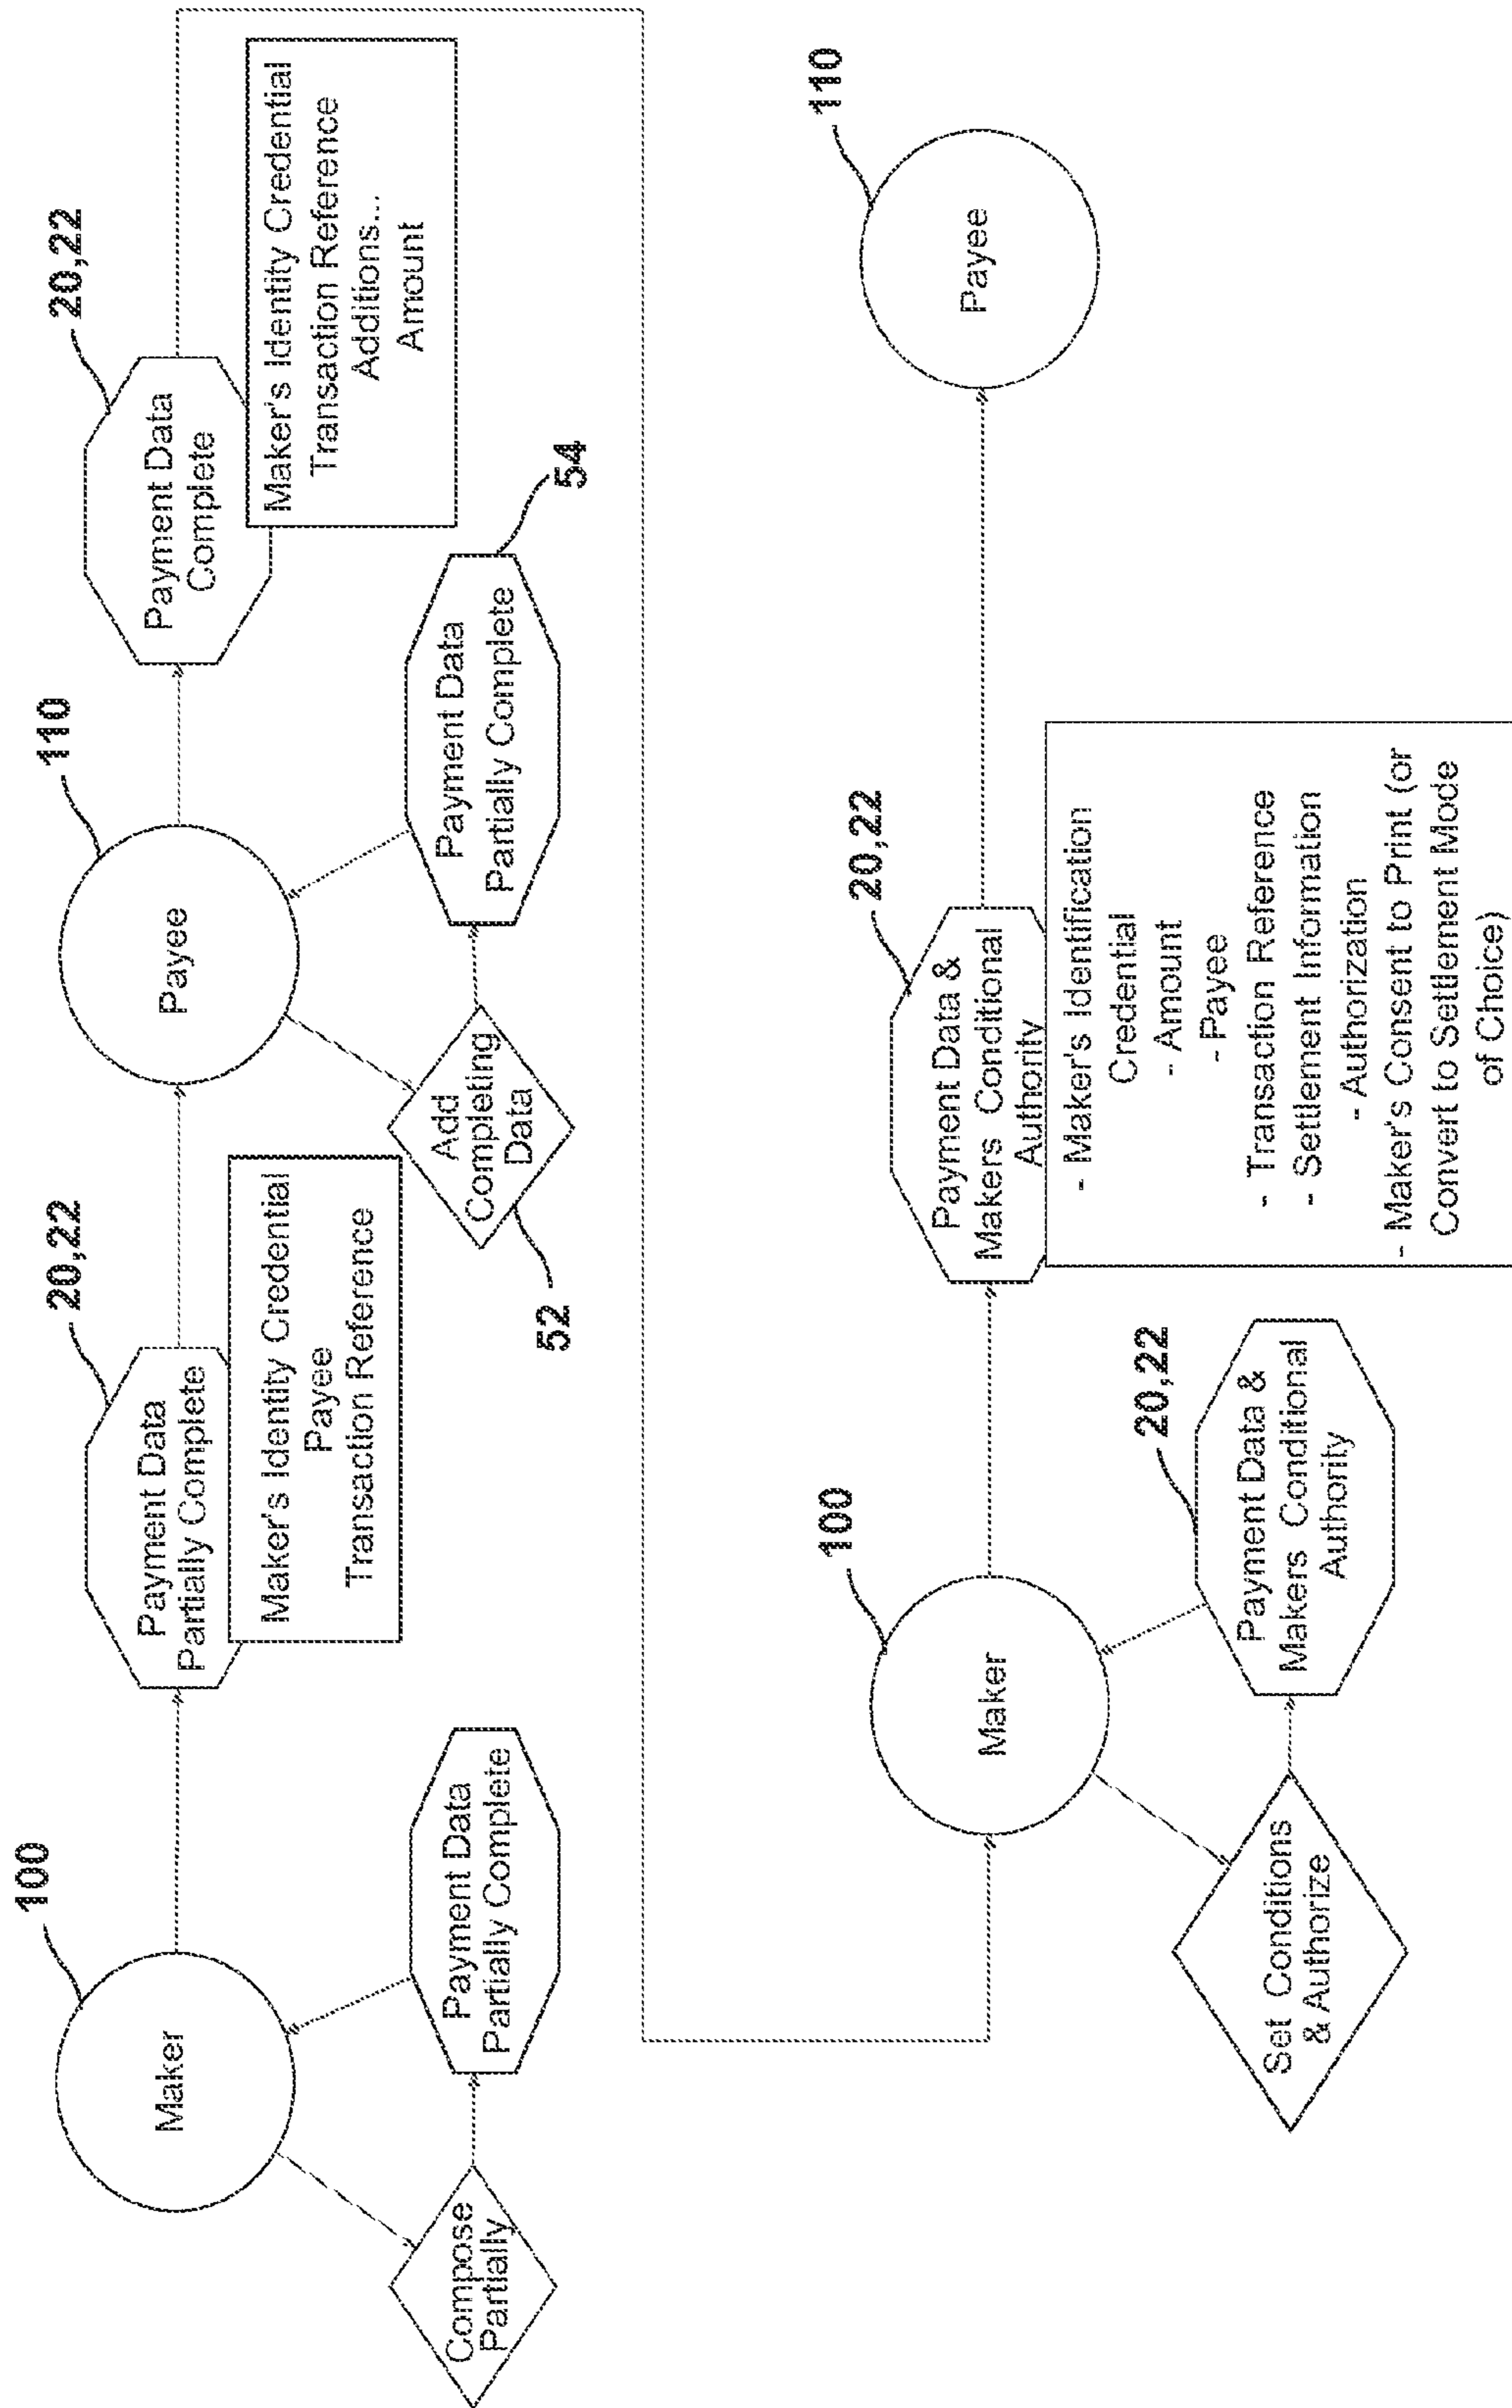 100
Maker
Compose
Partially
Payment Data
Partially Complete
20,22
Payment Data
Partially Complete
Maker's Identity Credential
Payee
Transaction Reference
110
Payee
52
Add
Completing
Data
Payment Data
Partially Complete
54
20,22
Payment Data
Complete
Maker's Identity Credential
Transaction Reference
Additions...
Amount
100
Maker
Set Conditions
& Authorize
20,22
Payment Data &
Makers Conditional
Authority
20,22
Payment Data &
Makers Conditional
Authority
- Maker's Identification
Credential
- Amount
- Payee
- Transaction Reference
- Settlement Information
- Authorization
- Maker's Consent to Print (or
Convert to Settlement Mode
of Choice)
110
Payee